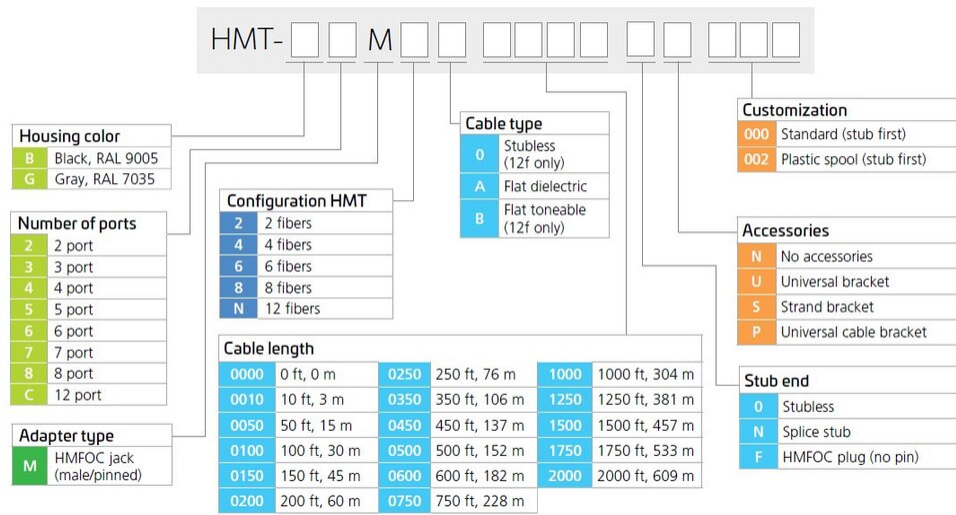 HMT- M
Housing color
B Black, RAL 9005
G Gray, RAL 7035
Number of ports
2 2 port
3 3 port
4 4 port
5 5 port
6 6 port
7 7 port
8 8 port
C 12 port
Adapter type
M HMFOC jack
(male/pinned)
Configuration HMT
2 2 fibers
4 4 fibers
6 6 fibers
8 8 fibers
N 12 fibers
Cable type
0 Stubless
(12f only)
A Flat dielectric
B Flat toneable
(12f only)
Cable length
0000 0 ft, 0 m 0250 250 ft, 76 m 1000 1000 ft, 304 m
0010 10 ft, 3 m 0350 350 ft, 106 m 1250 1250 ft, 381 m
0050 50 ft, 15 m 0450 450 ft, 137 m 1500 1500 ft, 457 m
0100 100 ft, 30 m 0500 500 ft, 152 m 1750 1750 ft, 533 m
0150 150 ft, 45 m 0600 600 ft, 182 m 2000 2000 ft, 609 m
0200 200 ft, 60 m 0750 750 ft, 228 m
Customization
000 Standard (stub first)
002 Plastic spool (stub first)
Accessories
N No accessories
U Universal bracket
S Strand bracket
P Universal cable bracket
Stub end
0 Stubless
N Splice stub
F HMFOC plug (no pin)